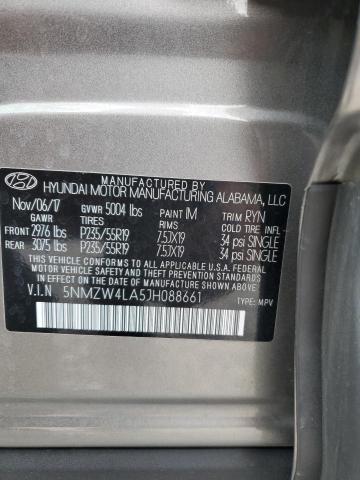 MANUFACTURED BY
HYUNDAI MOTOR MANUFACTURING ALABAMA, LLC
Nov/06/17 GVWR 5004 lbs PAINT IM TRIM RYN
GAWR TIRES RIMS COLD TIRE INFL
FRONT 2976 lbs P235/55R19 7.5JX19 34 psi SINGLE
REAR 3075 lbs P235/55R19 7.5JX19 34 psi SINGLE
THIS VEHICLE CONFORMS TO ALL APPLICABLE
FEDERAL MOTOR VEHICLE SAFETY AND THEFT PREVENTION
STANDARDS IN EFFECT ON THE DATE OF MANUFACTURE
SHOWN ABOVE.
V.I.N 5NMZW4LA5JH088661 TYPE: MPV